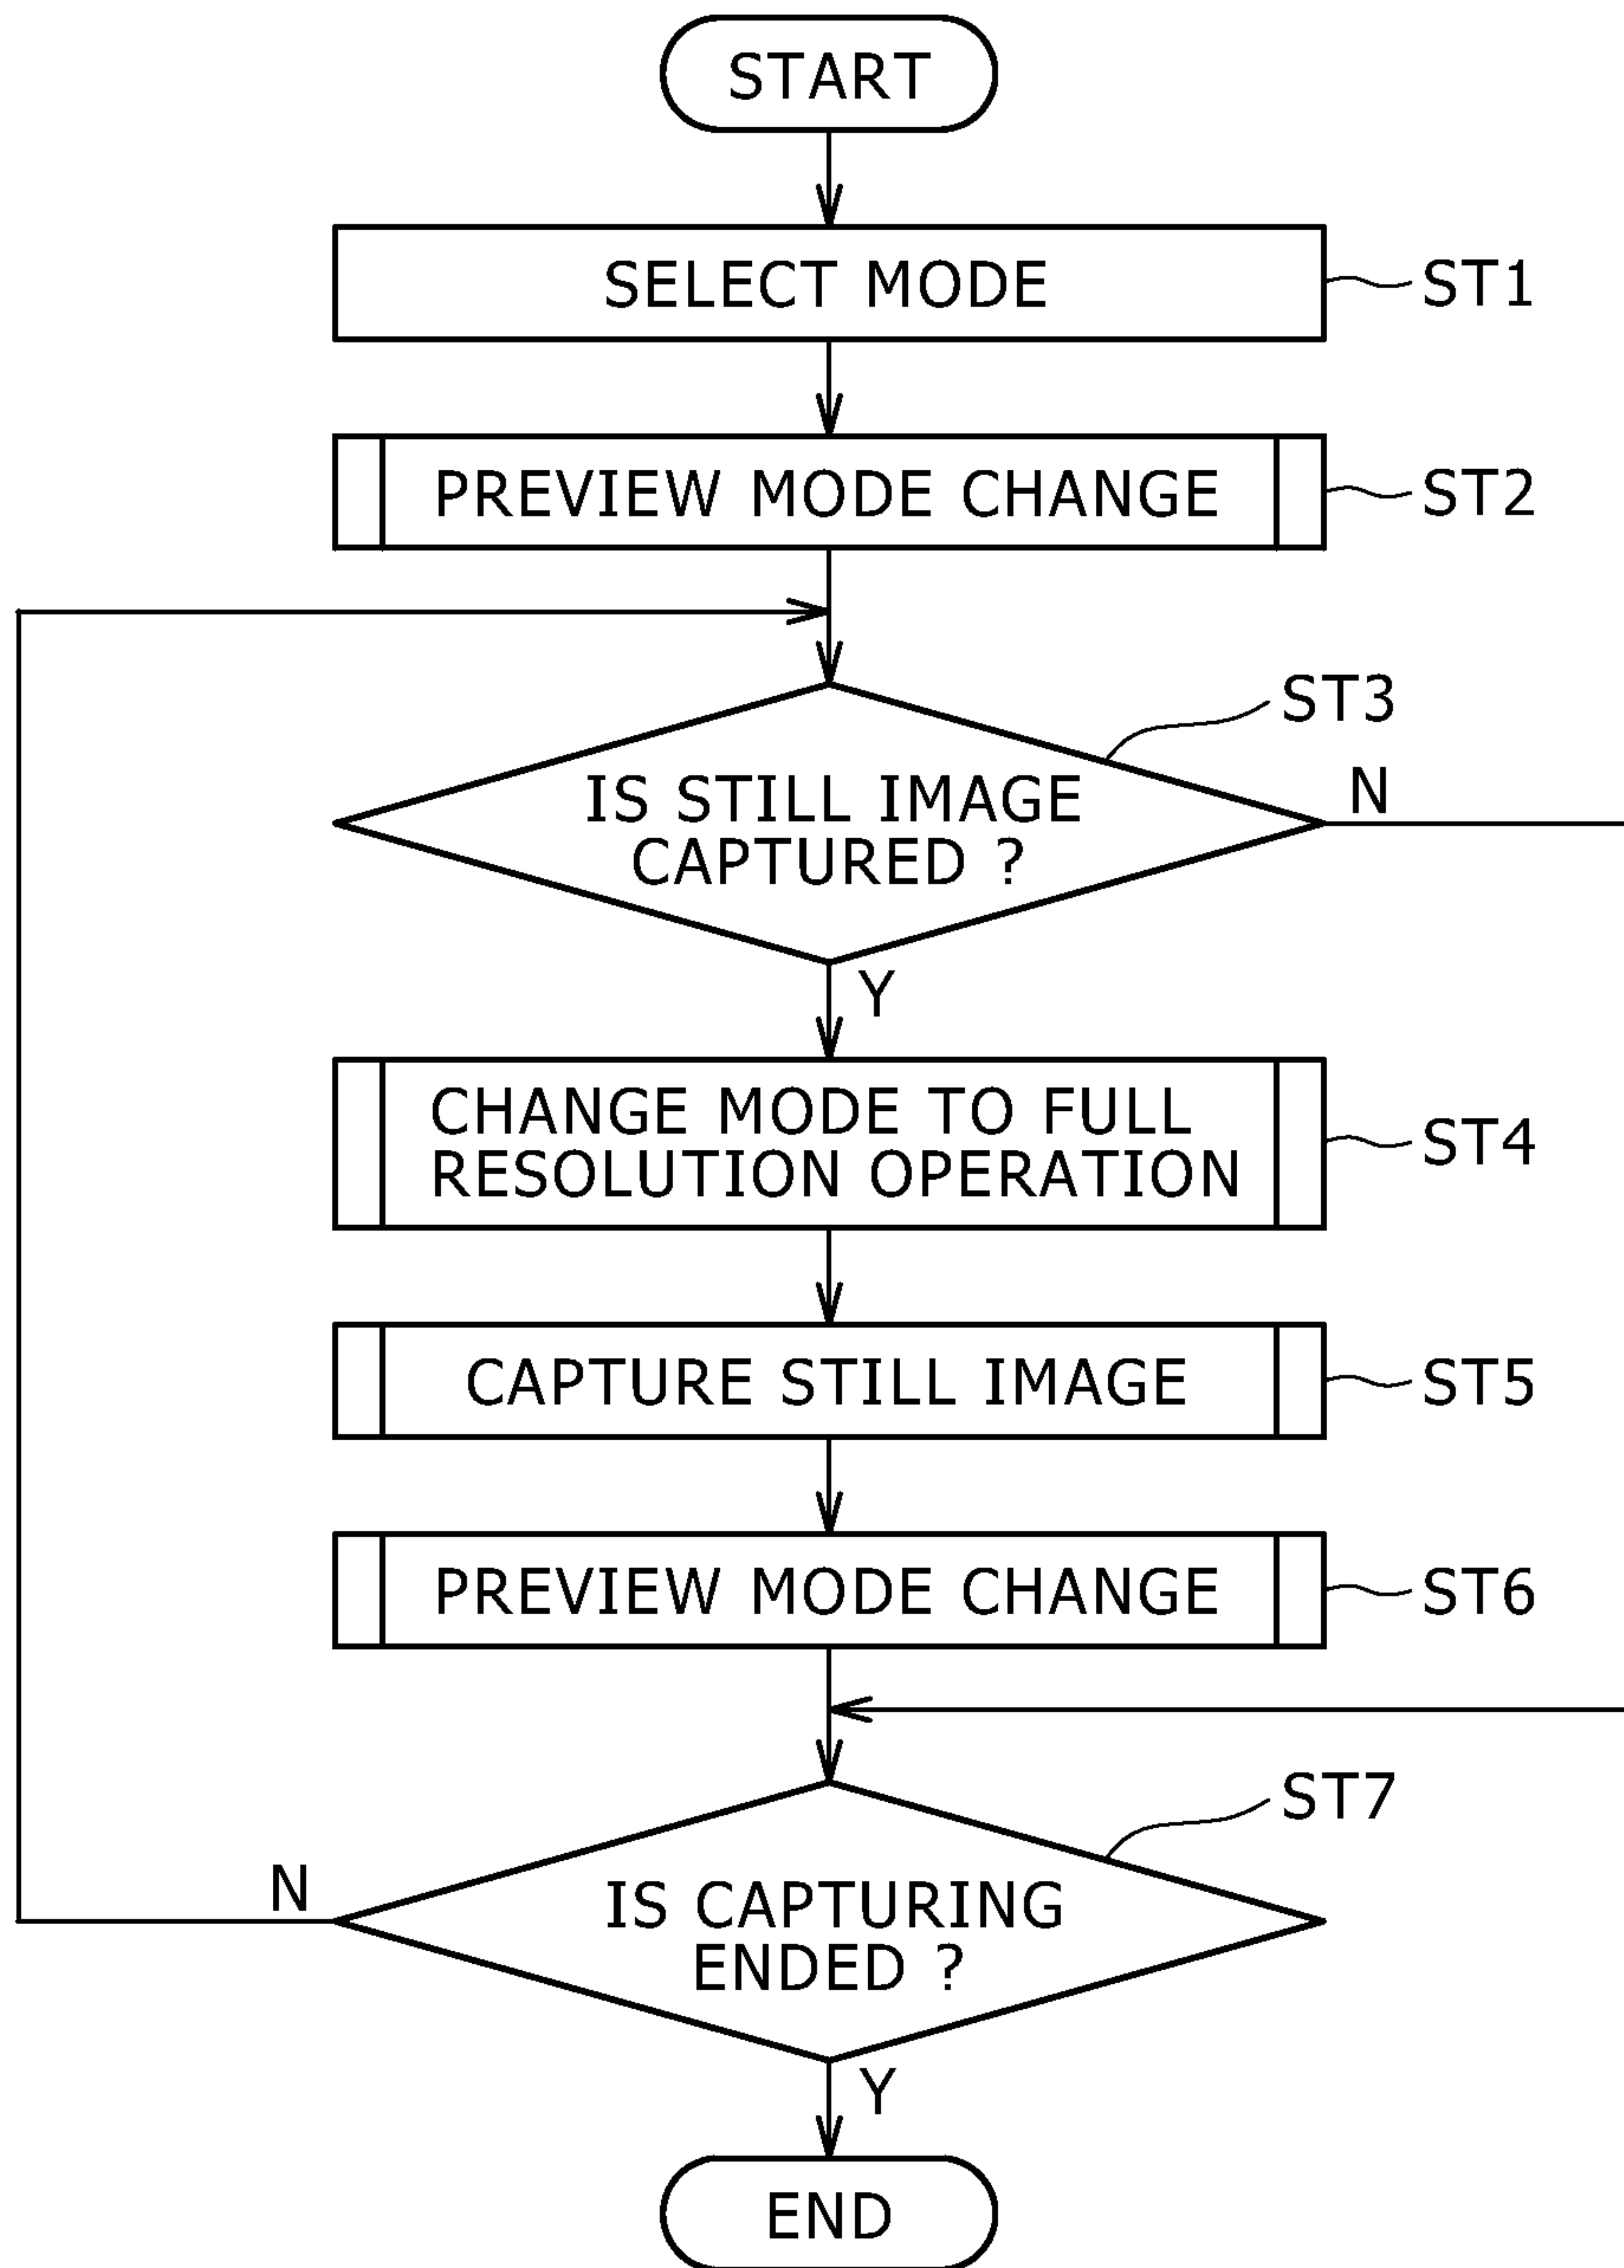 START
SELECT MODE
ST1
PREVIEW MODE CHANGE
ST2
ST3
IS STILL IMAGE
CAPTURED ?
N
Y
CHANGE MODE TO FULL
RESOLUTION OPERATION
ST4
CAPTURE STILL IMAGE
ST5
PREVIEW MODE CHANGE
ST6
ST7
N
IS CAPTURING
ENDED ?
Y
END